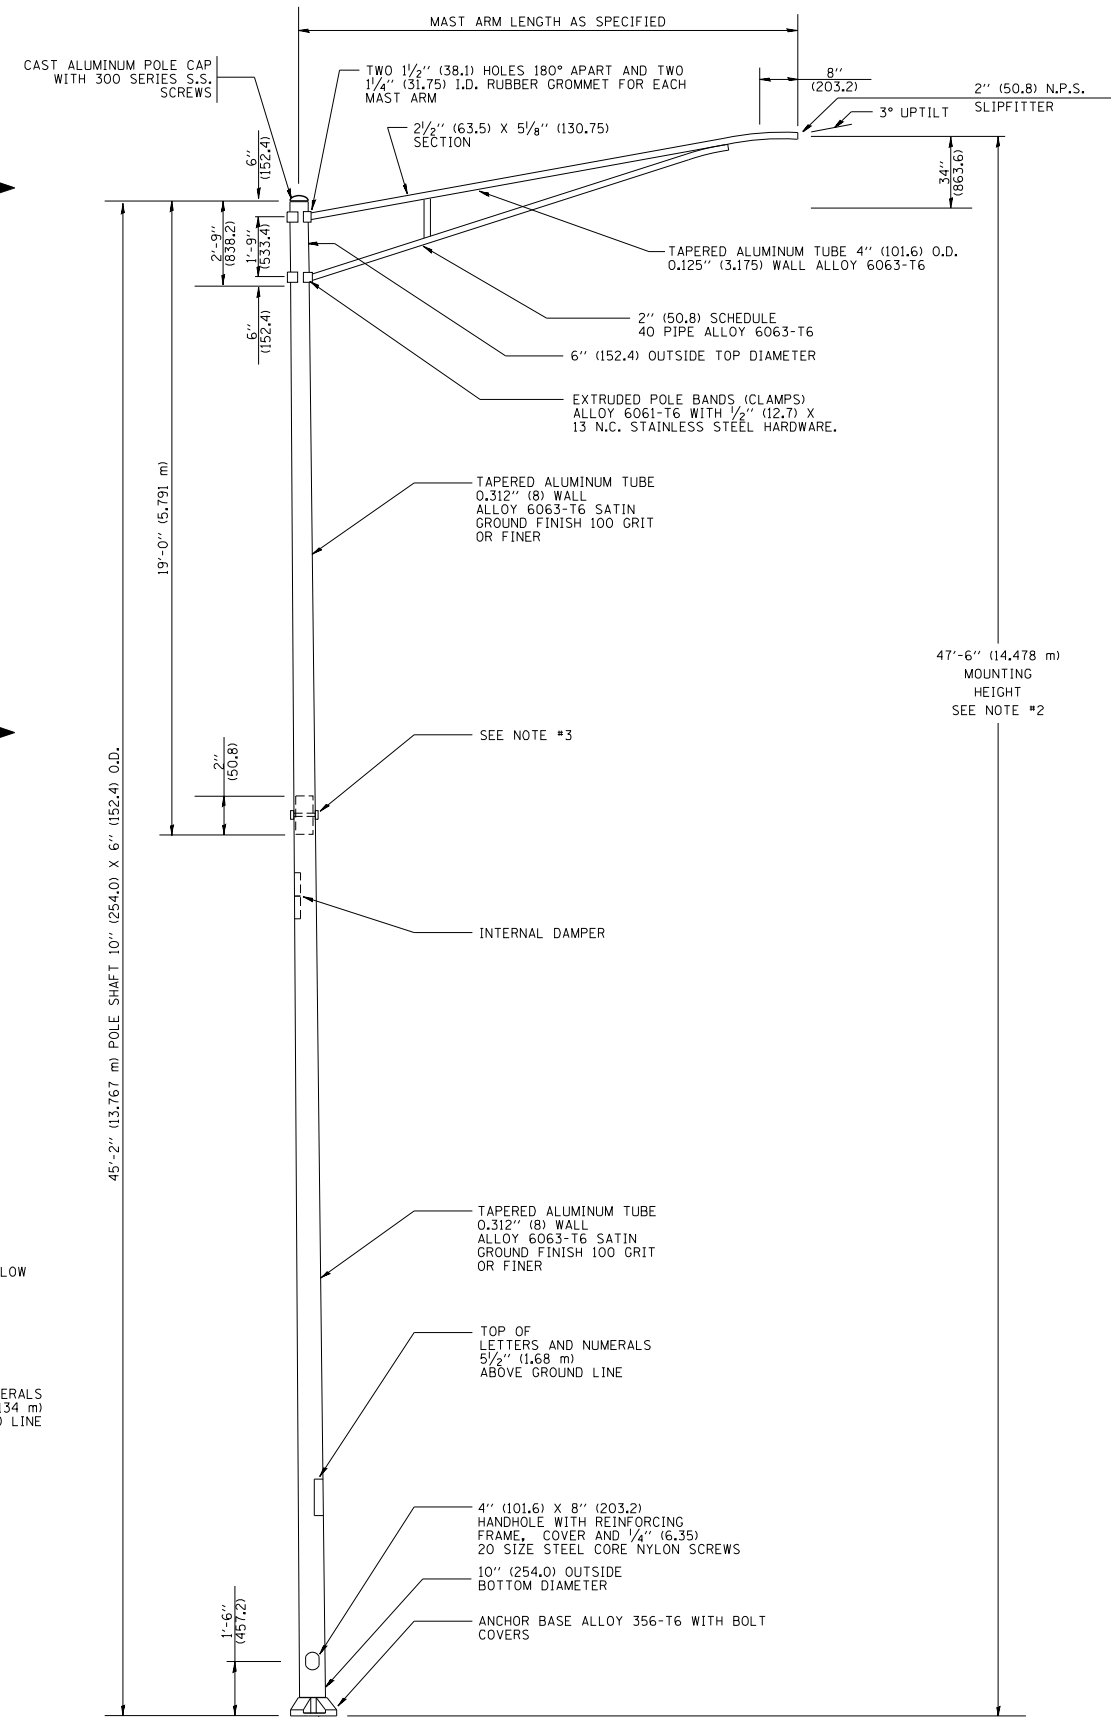 MAST ARM LENGTH AS SPECIFIED
CAST ALUMINUM POLE CAP
WITH 300 SERIES S.S.
SCREWS
TWO 1 1/2" (38.1) HOLES 180° APART AND TWO
1 1/4" (31.75) I.D. RUBBER GROMMET FOR EACH
MAST ARM
8"
(203.2)
2" (50.8) N.P.S.
SLIPFITTER
3° UPTILT
2 1/2" (63.5) X 5 1/8" (130.75)
SECTION
6"
(152.4)
34"
(863.6)
2'-9"
(838.2)
1'-9"
(533.4)
TAPERED ALUMINUM TUBE 4" (101.6) O.D.
0.125" (3.175) WALL ALLOY 6063-T6
6"
(152.4)
2" (50.8) SCHEDULE
40 PIPE ALLOY 6063-T6
6" (152.4) OUTSIDE TOP DIAMETER
EXTRUDED POLE BANDS (CLAMPS)
ALLOY 6061-T6 WITH 1/2" (12.7) X
13 N.C. STAINLESS STEEL HARDWARE.
19'-0" (5.791 m)
TAPERED ALUMINUM TUBE
0.312" (8) WALL
ALLOY 6063-T6 SATIN
GROUND FINISH 100 GRIT
OR FINER
47'-6" (14.478 m)
MOUNTING
HEIGHT
SEE NOTE #2
SEE NOTE #3
2"
(50.8)
45'-2" (13.767 m) POLE SHAFT 10" (254.0) X 6" (152.4) O.D.
INTERNAL DAMPER
TAPERED ALUMINUM TUBE
0.312" (8) WALL
ALLOY 6063-T6 SATIN
GROUND FINISH 100 GRIT
OR FINER
LOW
TOP OF
LETTERS AND NUMERALS
5 1/2" (1.68 m)
ABOVE GROUND LINE
ERALS
134 m)
LINE
4" (101.6) X 8" (203.2)
HANDHOLE WITH REINFORCING
FRAME, COVER AND 1/4" (6.35)
20 SIZE STEEL CORE NYLON SCREWS
10" (254.0) OUTSIDE
BOTTOM DIAMETER
1'-6"
(457.2)
ANCHOR BASE ALLOY 356-T6 WITH BOLT
COVERS